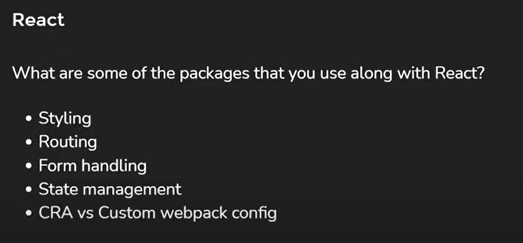 React
What are some of the packages that you use along with React?
• Styling
• Routing
• Form handling
• State management
• CRA vs Custom webpack config